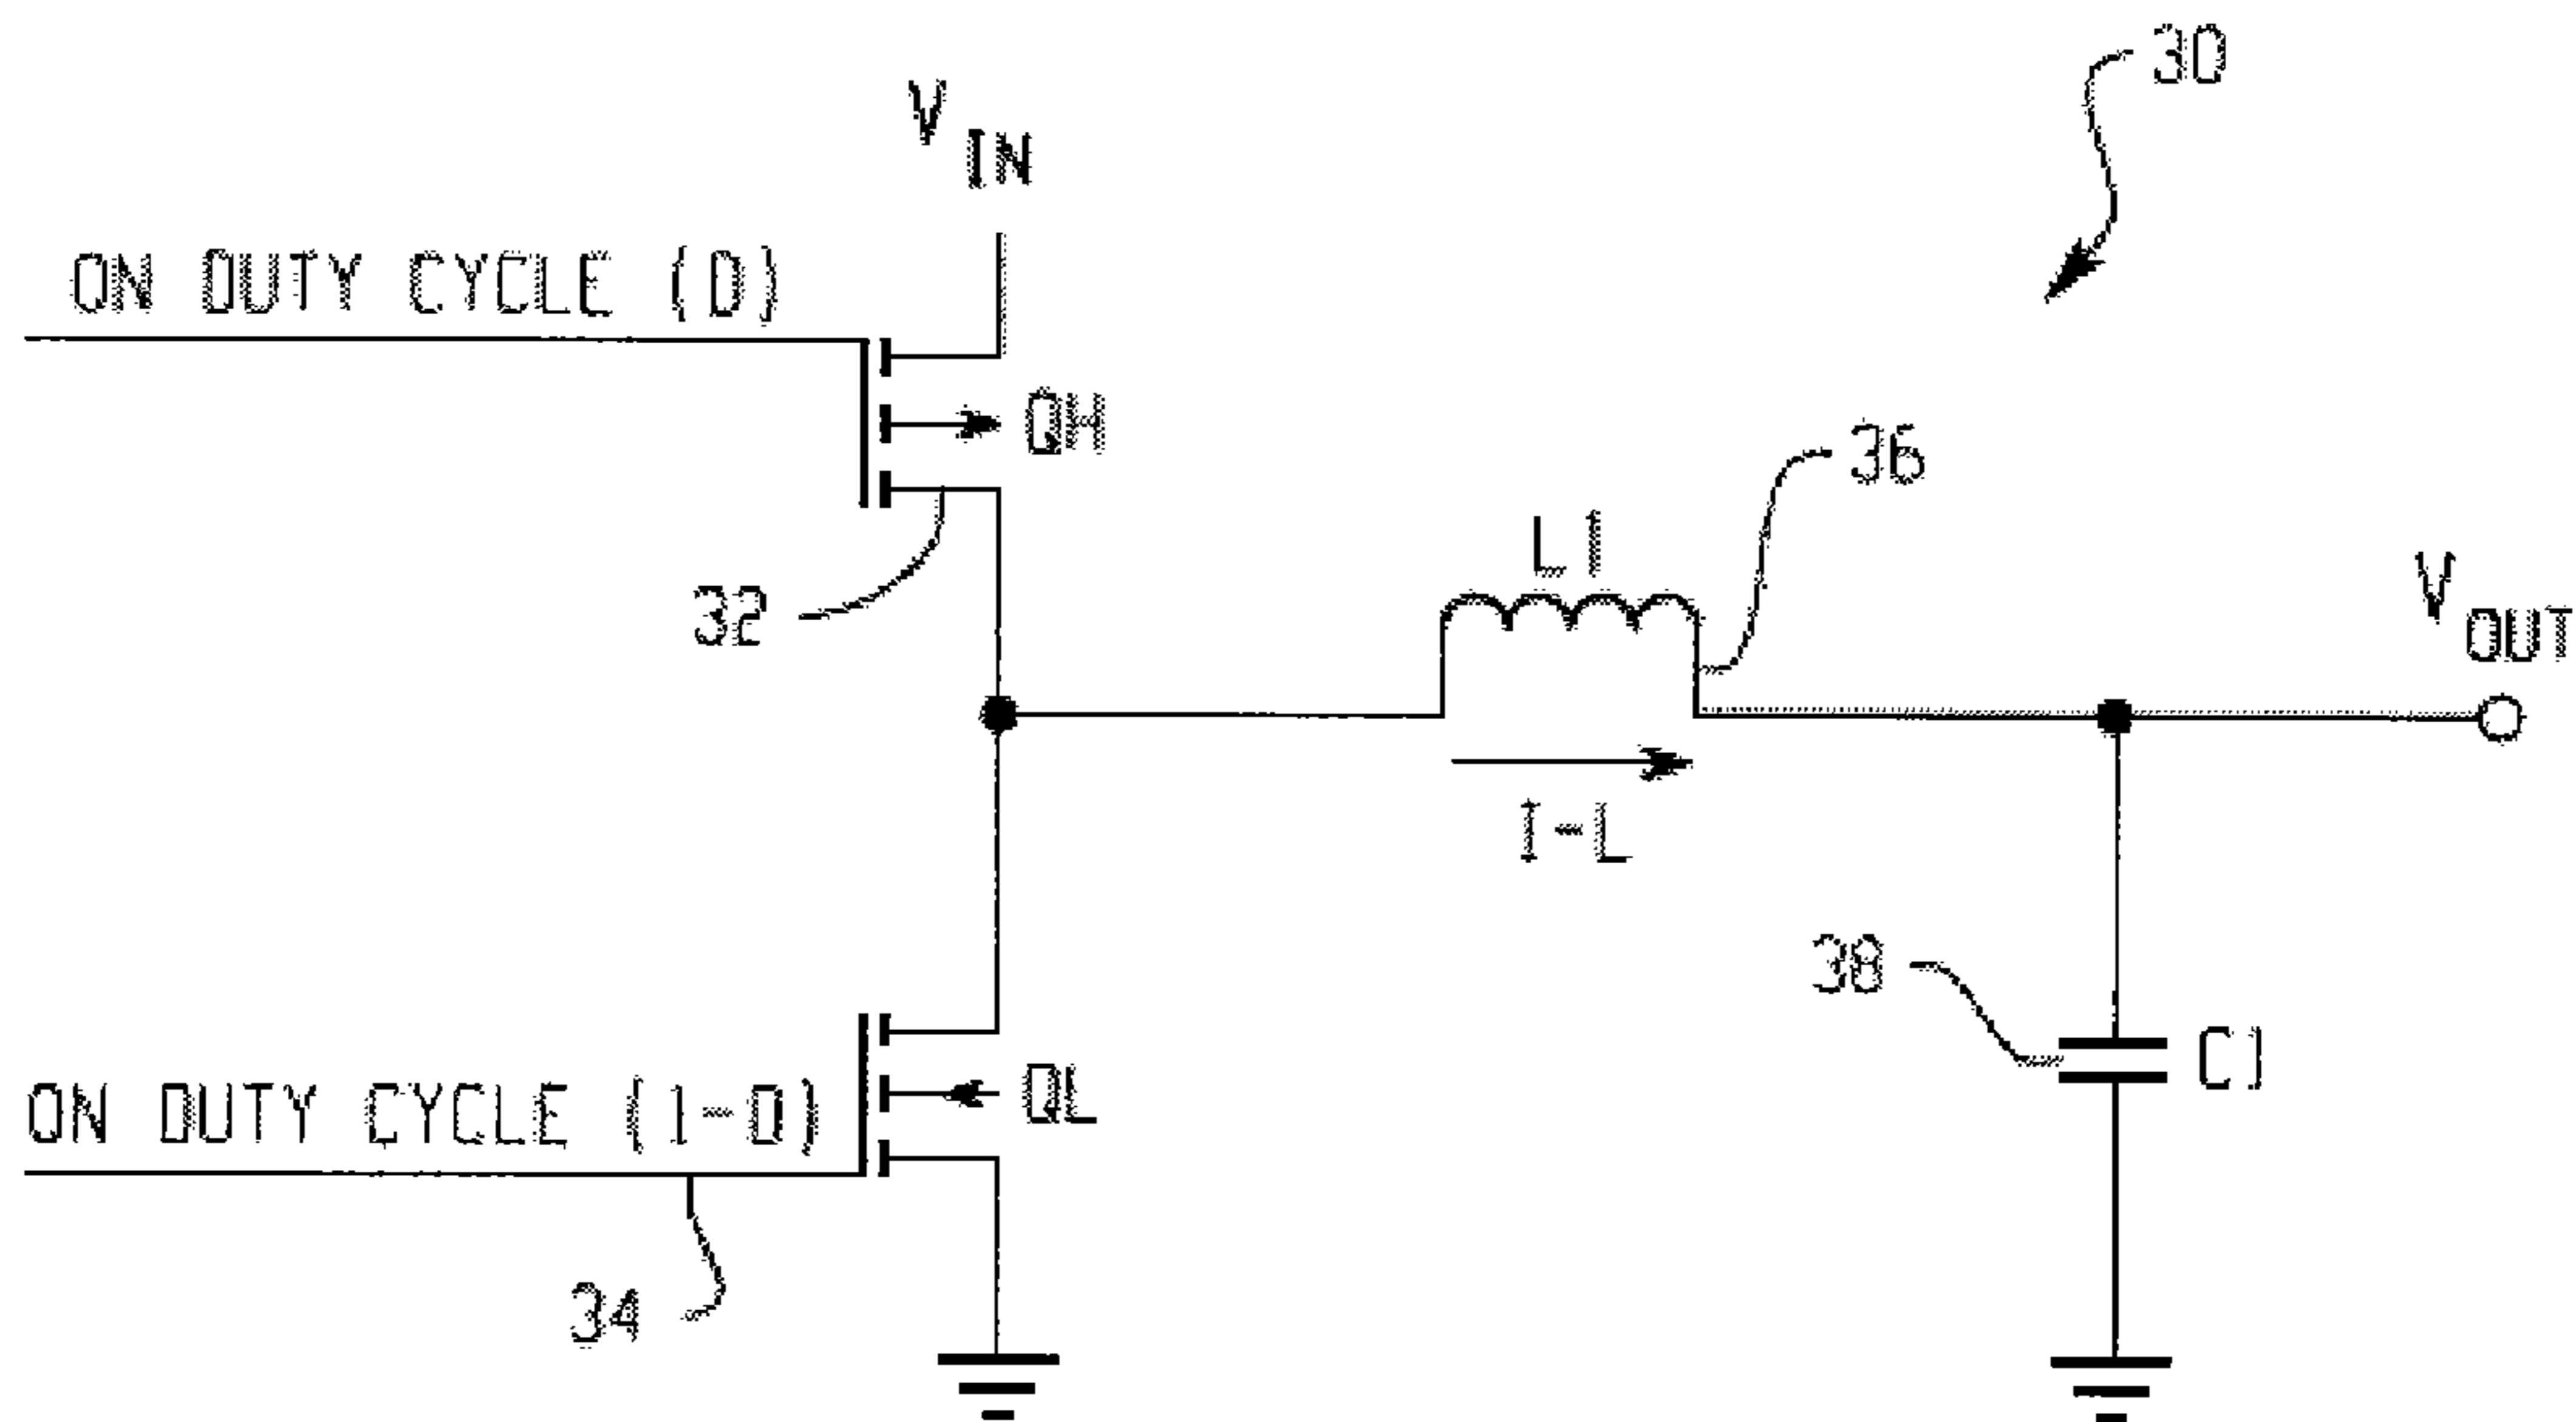 30
V IN
ON DUTY CYCLE (D)
QH
36
L1
32
V OUT
I-L
38
C1
QL
ON DUTY CYCLE (1-D)
34